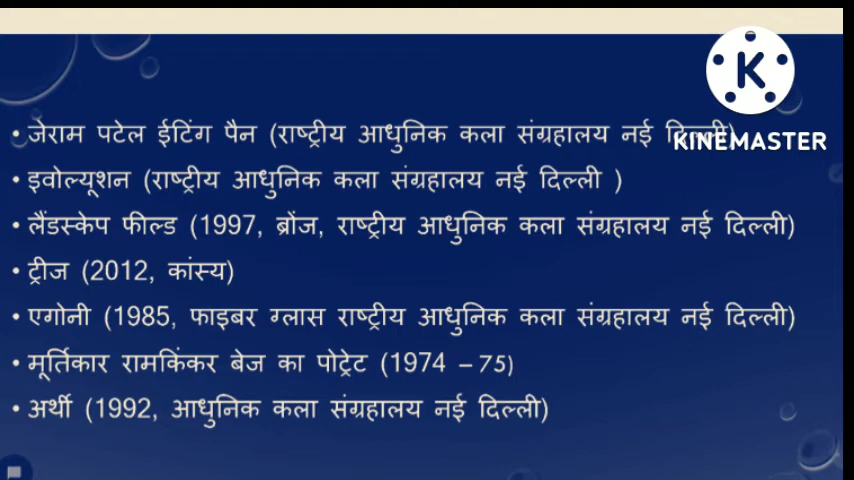 • जेराम पटेल ईटिंग पैन (राष्ट्रीय आधुनिक कला संग्रहालय नई दिल्ली)
• इवोल्यूशन (राष्ट्रीय आधुनिक कला संग्रहालय नई दिल्ली )
• लैंडस्केप फील्ड (1997, ब्रोंज, राष्ट्रीय आधुनिक कला संग्रहालय नई दिल्ली)
• ट्रीज (2012, कांस्य)
• एगोनी (1985, फाइबर ग्लास राष्ट्रीय आधुनिक कला संग्रहालय नई दिल्ली)
• मूर्तिकार रामकिंकर बेज का पोट्रेट (1974 – 75)
• अर्थी (1992, आधुनिक कला संग्रहालय नई दिल्ली)
K
KINEMASTER